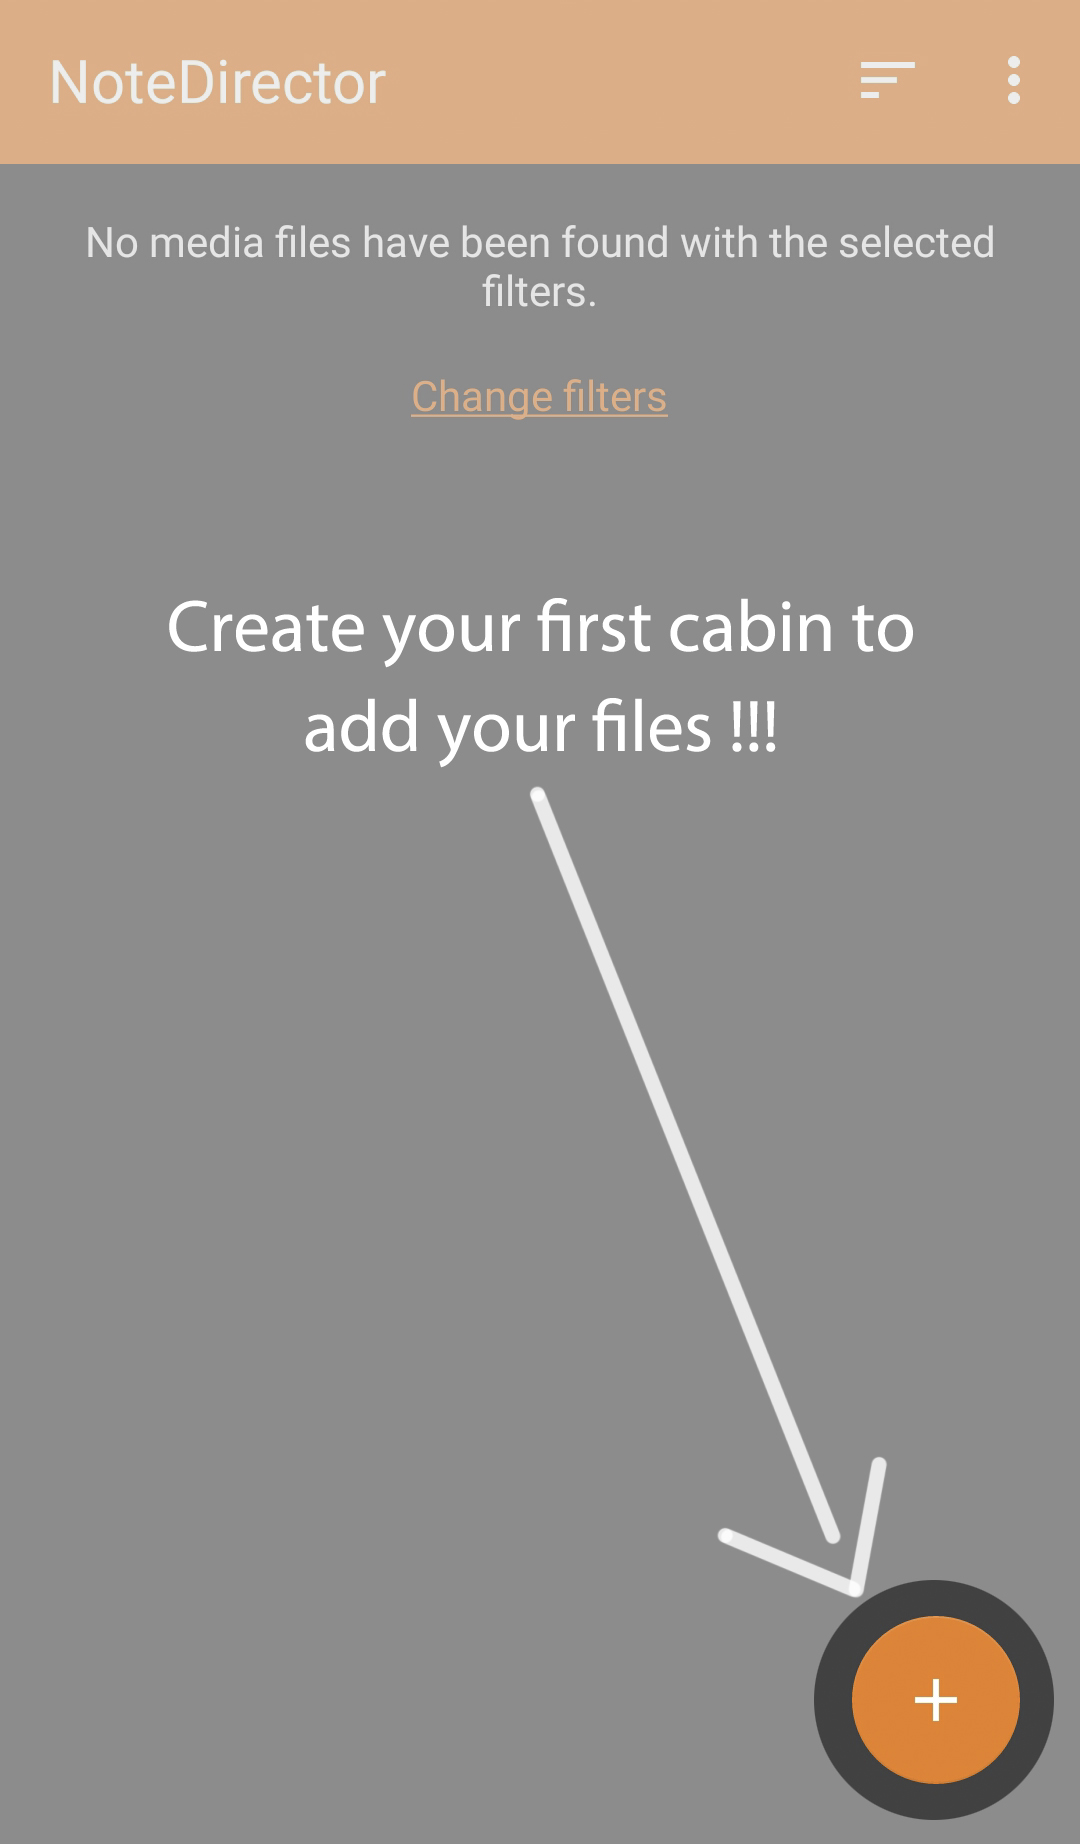 NoteDirector
No media files have been found with the selected
filters.
Change filters
Create your first cabin to
add your files !!!